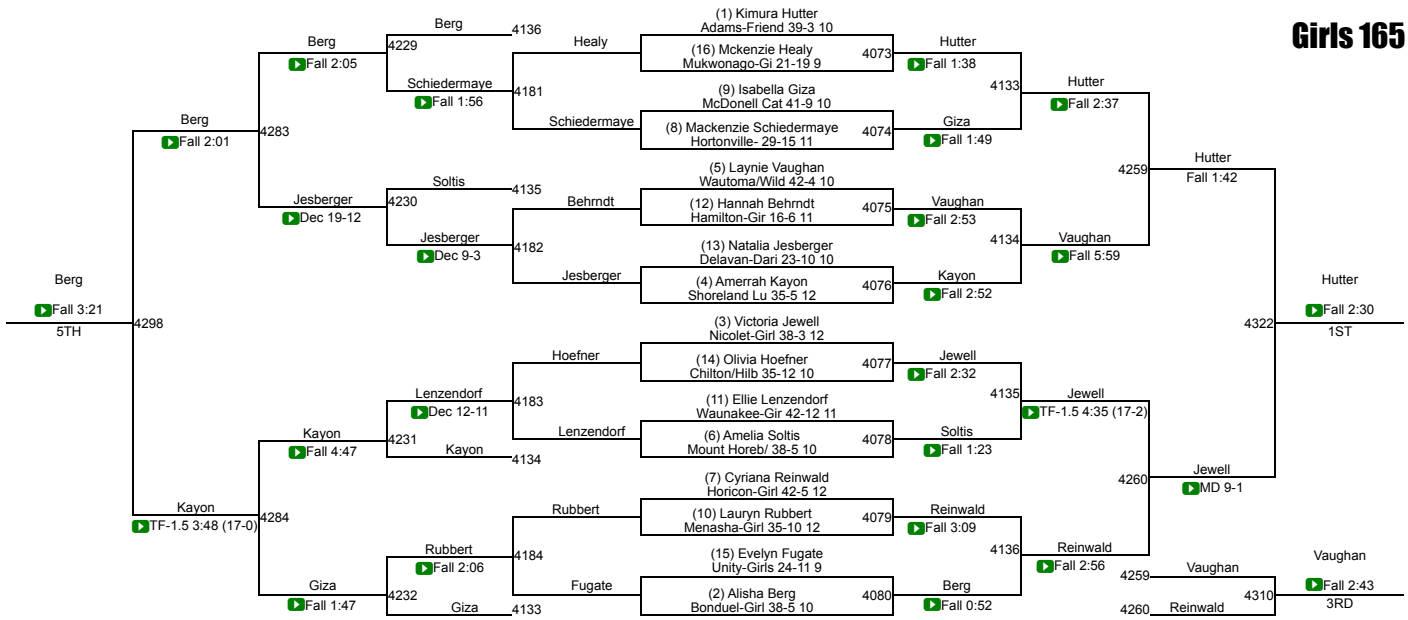 Girls 165
(1) Kimura Hutter
Adams-Friend 39-3 10
(16) Mckenzie Healy
Mukwonago-Gi 21-19 9
4073
(9) Isabella Giza
McDonell Cat 41-9 10
(8) Mackenzie Schiedermaye
Hortonville- 29-15 11
4074
(5) Laynie Vaughan
Wautoma/Wild 42-4 10
(12) Hannah Behrndt
Hamilton-Gir 16-6 11
4075
(13) Natalia Jesberger
Delavan-Dari 23-10 10
(4) Amerrah Kayon
Shoreland Lu 35-5 12
4076
(3) Victoria Jewell
Nicolet-Girl 38-3 12
(14) Olivia Hoefner
Chilton/Hilb 35-12 10
4077
(11) Ellie Lenzendorf
Waunakee-Gir 42-12 11
(6) Amelia Soltis
Mount Horeb/ 38-5 10
4078
(7) Cyriana Reinwald
Horicon-Girl 42-5 12
(10) Lauryn Rubbert
Menasha-Girl 35-10 12
4079
(15) Evelyn Fugate
Unity-Girls 24-11 9
(2) Alisha Berg
Bonduel-Girl 38-5 10
4080
Hutter
Fall 1:38
4133
Giza
Fall 1:49
Vaughan
Fall 2:53
4134
Kayon
Fall 2:52
Jewell
Fall 2:32
4135
Soltis
Fall 1:23
Reinwald
Fall 3:09
4136
Berg
Fall 0:52
Hutter
Fall 2:37
4259
Vaughan
Fall 5:59
Jewell
TF-1.5 4:35 (17-2)
4260
Reinwald
Fall 2:56
Hutter
Fall 1:42
4322
Jewell
MD 9-1
Hutter
Fall 2:30
1ST
4259
Vaughan
4310
4260
Reinwald
Vaughan
Fall 2:43
3RD
Healy
4181
Schiedermaye
Behrndt
4182
Jesberger
Hoefner
4183
Lenzendorf
Rubbert
4184
Fugate
Berg
4136
4229
Schiedermaye
Fall 1:56
Soltis
4135
4230
Jesberger
Dec 9-3
Lenzendorf
Dec 12-11
4231
Kayon
4134
Rubbert
Fall 2:06
4232
Giza
4133
Berg
Fall 2:05
4283
Jesberger
Dec 19-12
Kayon
Fall 4:47
4284
Giza
Fall 1:47
Berg
Fall 2:01
4298
Kayon
TF-1.5 3:48 (17-0)
Berg
Fall 3:21
5TH